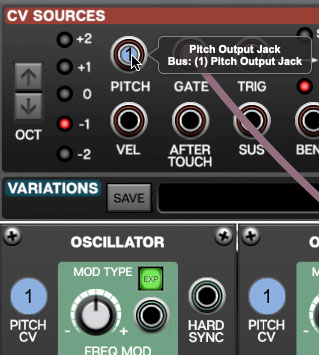 CV SOURCES
+2
+1
0
-1
-2
OCT
1
Pitch Output Jack
Bus: (1) Pitch Output Jack
PITCH
GATE
TRIG
VEL
AFTER
TOUCH
SUS
BEN
VARIATIONS
SAVE
OSCILLATOR
MOD TYPE
EXP
1
PITCH
CV
-
+
FREQ MOD
HARD
SYNC
1
PITCH
CV